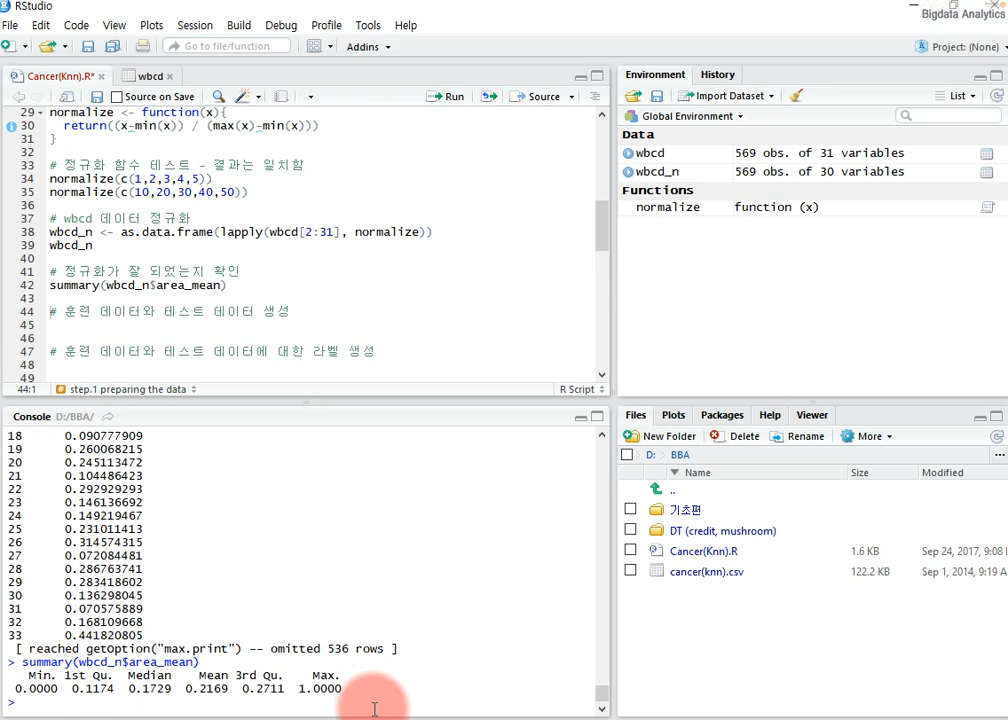 RStudio
File Edit Code View Plots Session Build Debug Profile Tools Help
Bigdata Analytics
Go to file/function
Addins
Project: (None)
Cancer(Knn).R*
wbcd
Source on Save
Run
Source
29 normalize <- function(x){
30 return((x-min(x)) / (max(x)-min(x)))
31 }
32
33 # 정규화 함수 테스트 - 결과는 일치함
34 normalize(c(1,2,3,4,5))
35 normalize(c(10,20,30,40,50))
36
37 # wbcd 데이터 정규화
38 wbcd_n <- as.data.frame(lapply(wbcd[2:31], normalize))
39 wbcd_n
40
41 # 정규화가 잘 되었는지 확인
42 summary(wbcd_n$area_mean)
43
44 # 훈련 데이터와 테스트 데이터 생성
45
46
47 # 훈련 데이터와 테스트 데이터에 대한 라벨 생성
48
49
44:1 step.1 preparing the data R Script
Console D:/BBA/
18 0.090777909
19 0.260068215
20 0.245113472
21 0.104486423
22 0.292929293
23 0.146136692
24 0.149219467
25 0.231011413
26 0.314574315
27 0.072084481
28 0.286763741
29 0.283418602
30 0.136298045
31 0.070575889
32 0.168109668
33 0.441820805
[ reached getOption("max.print") -- omitted 536 rows ]
> summary(wbcd_n$area_mean)
Min. 1st Qu. Median Mean 3rd Qu. Max.
0.0000 0.1174 0.1729 0.2169 0.2711 1.0000
>
Environment History
Import Dataset List
Global Environment
Data
wbcd 569 obs. of 31 variables
wbcd_n 569 obs. of 30 variables
Functions
normalize function (x)
Files Plots Packages Help Viewer
New Folder Delete Rename More
D: BBA
Name Size Modified
..
기초편
DT (credit, mushroom)
Cancer(Knn).R 1.6 KB Sep 24, 2017, 9:08
cancer(knn).csv 122.2 KB Sep 1, 2014, 9:19 A